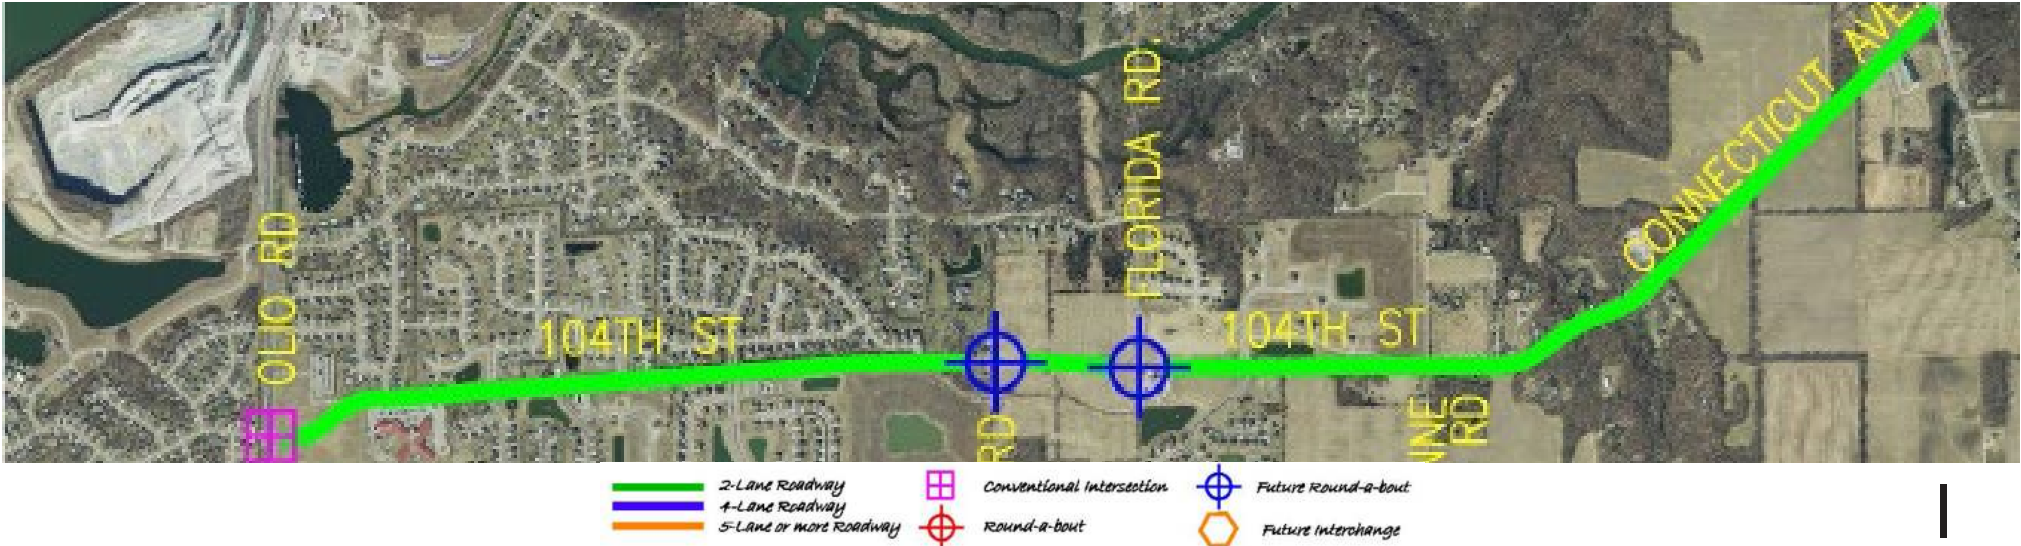 CONNECTICUT AVE.
FLORIDA RD.
OLIO RD
104TH ST
104TH ST
RD
RD
2-Lane Roadway
4-Lane Roadway
5-Lane or more Roadway
Conventional Intersection
Round-a-bout
Future Round-a-bout
Future Interchange